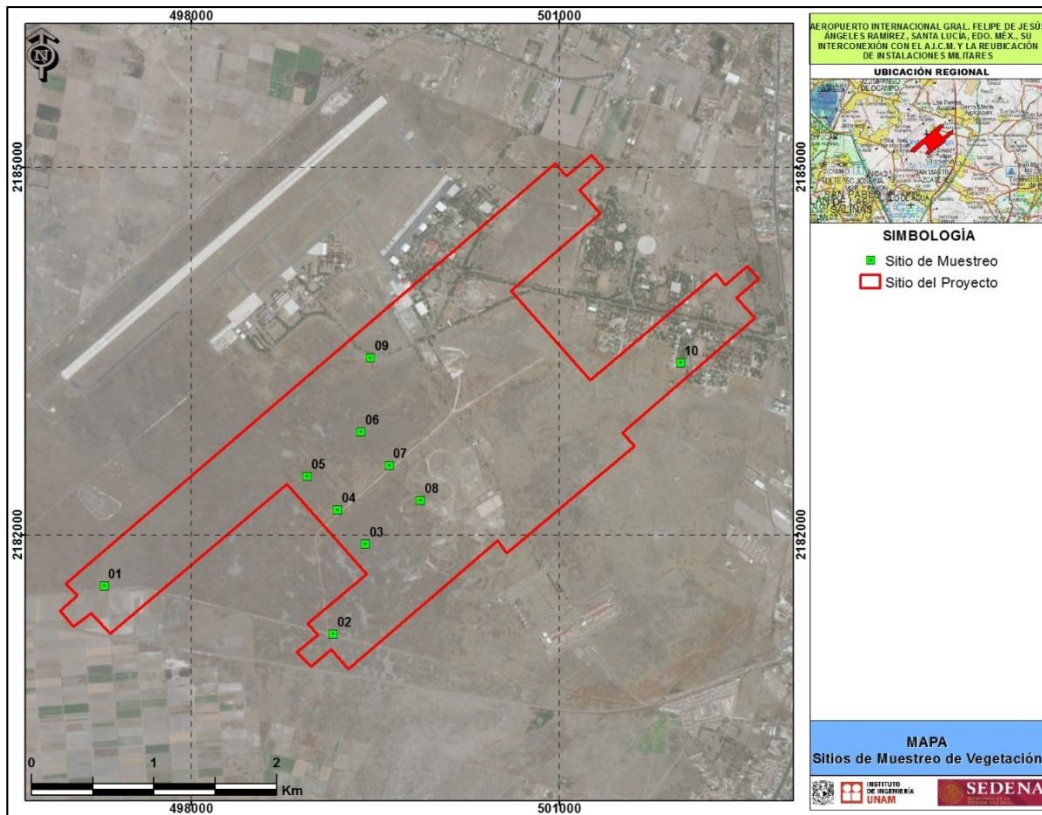 498000
501000
N
2185000
2182000
09
10
06
07
05
08
04
03
01
02
0
1
2
Km
498000
501000
AEROPUERTO INTERNACIONAL GRAL. FELIPE DE JESÚS
ÁNGELES RAMÍREZ, SANTA LUCÍA, EDO. MÉX., SU
INTERCONEXIÓN CON EL A.I.C.M. Y LA REUBICACIÓN
DE INSTALACIONES MILITARES
UBICACIÓN REGIONAL
DE OCAMPO
SALINAS
SIMBOLOGÍA
Sitio de Muestreo
Sitio del Proyecto
MAPA
Sitios de Muestreo de Vegetación
INSTITUTO
DE INGENIERÍA
UNAM
SEDENA